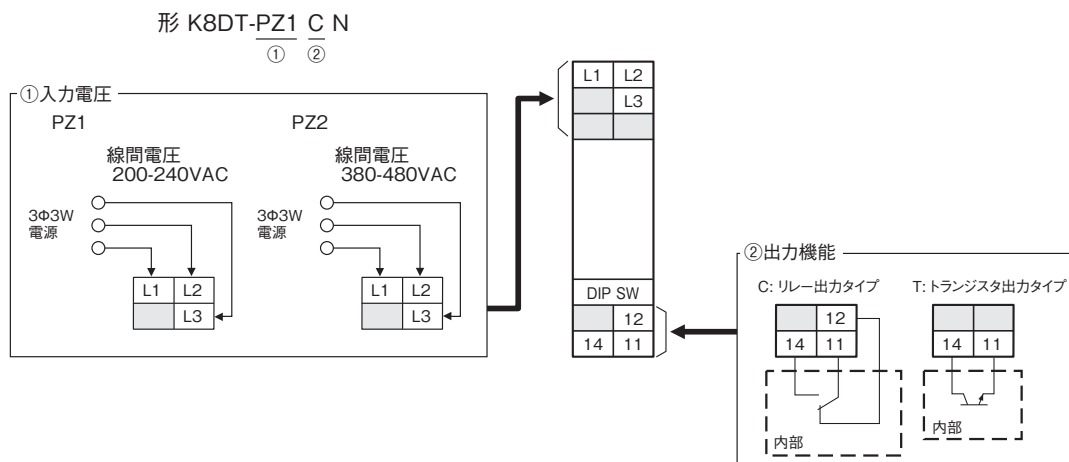 形 K8DT-PZ1 C N
① ②
①入力電圧
PZ1
線間電圧
200-240VAC
3Φ3W
電源
L1 L2
L3
PZ2
線間電圧
380-480VAC
3Φ3W
電源
L1 L2
L3
L1 L2
L3
DIP SW
12
14 11
②出力機能
C: リレー出力タイプ
12
14 11
内部
T: トランジスタ出力タイプ
14 11
内部